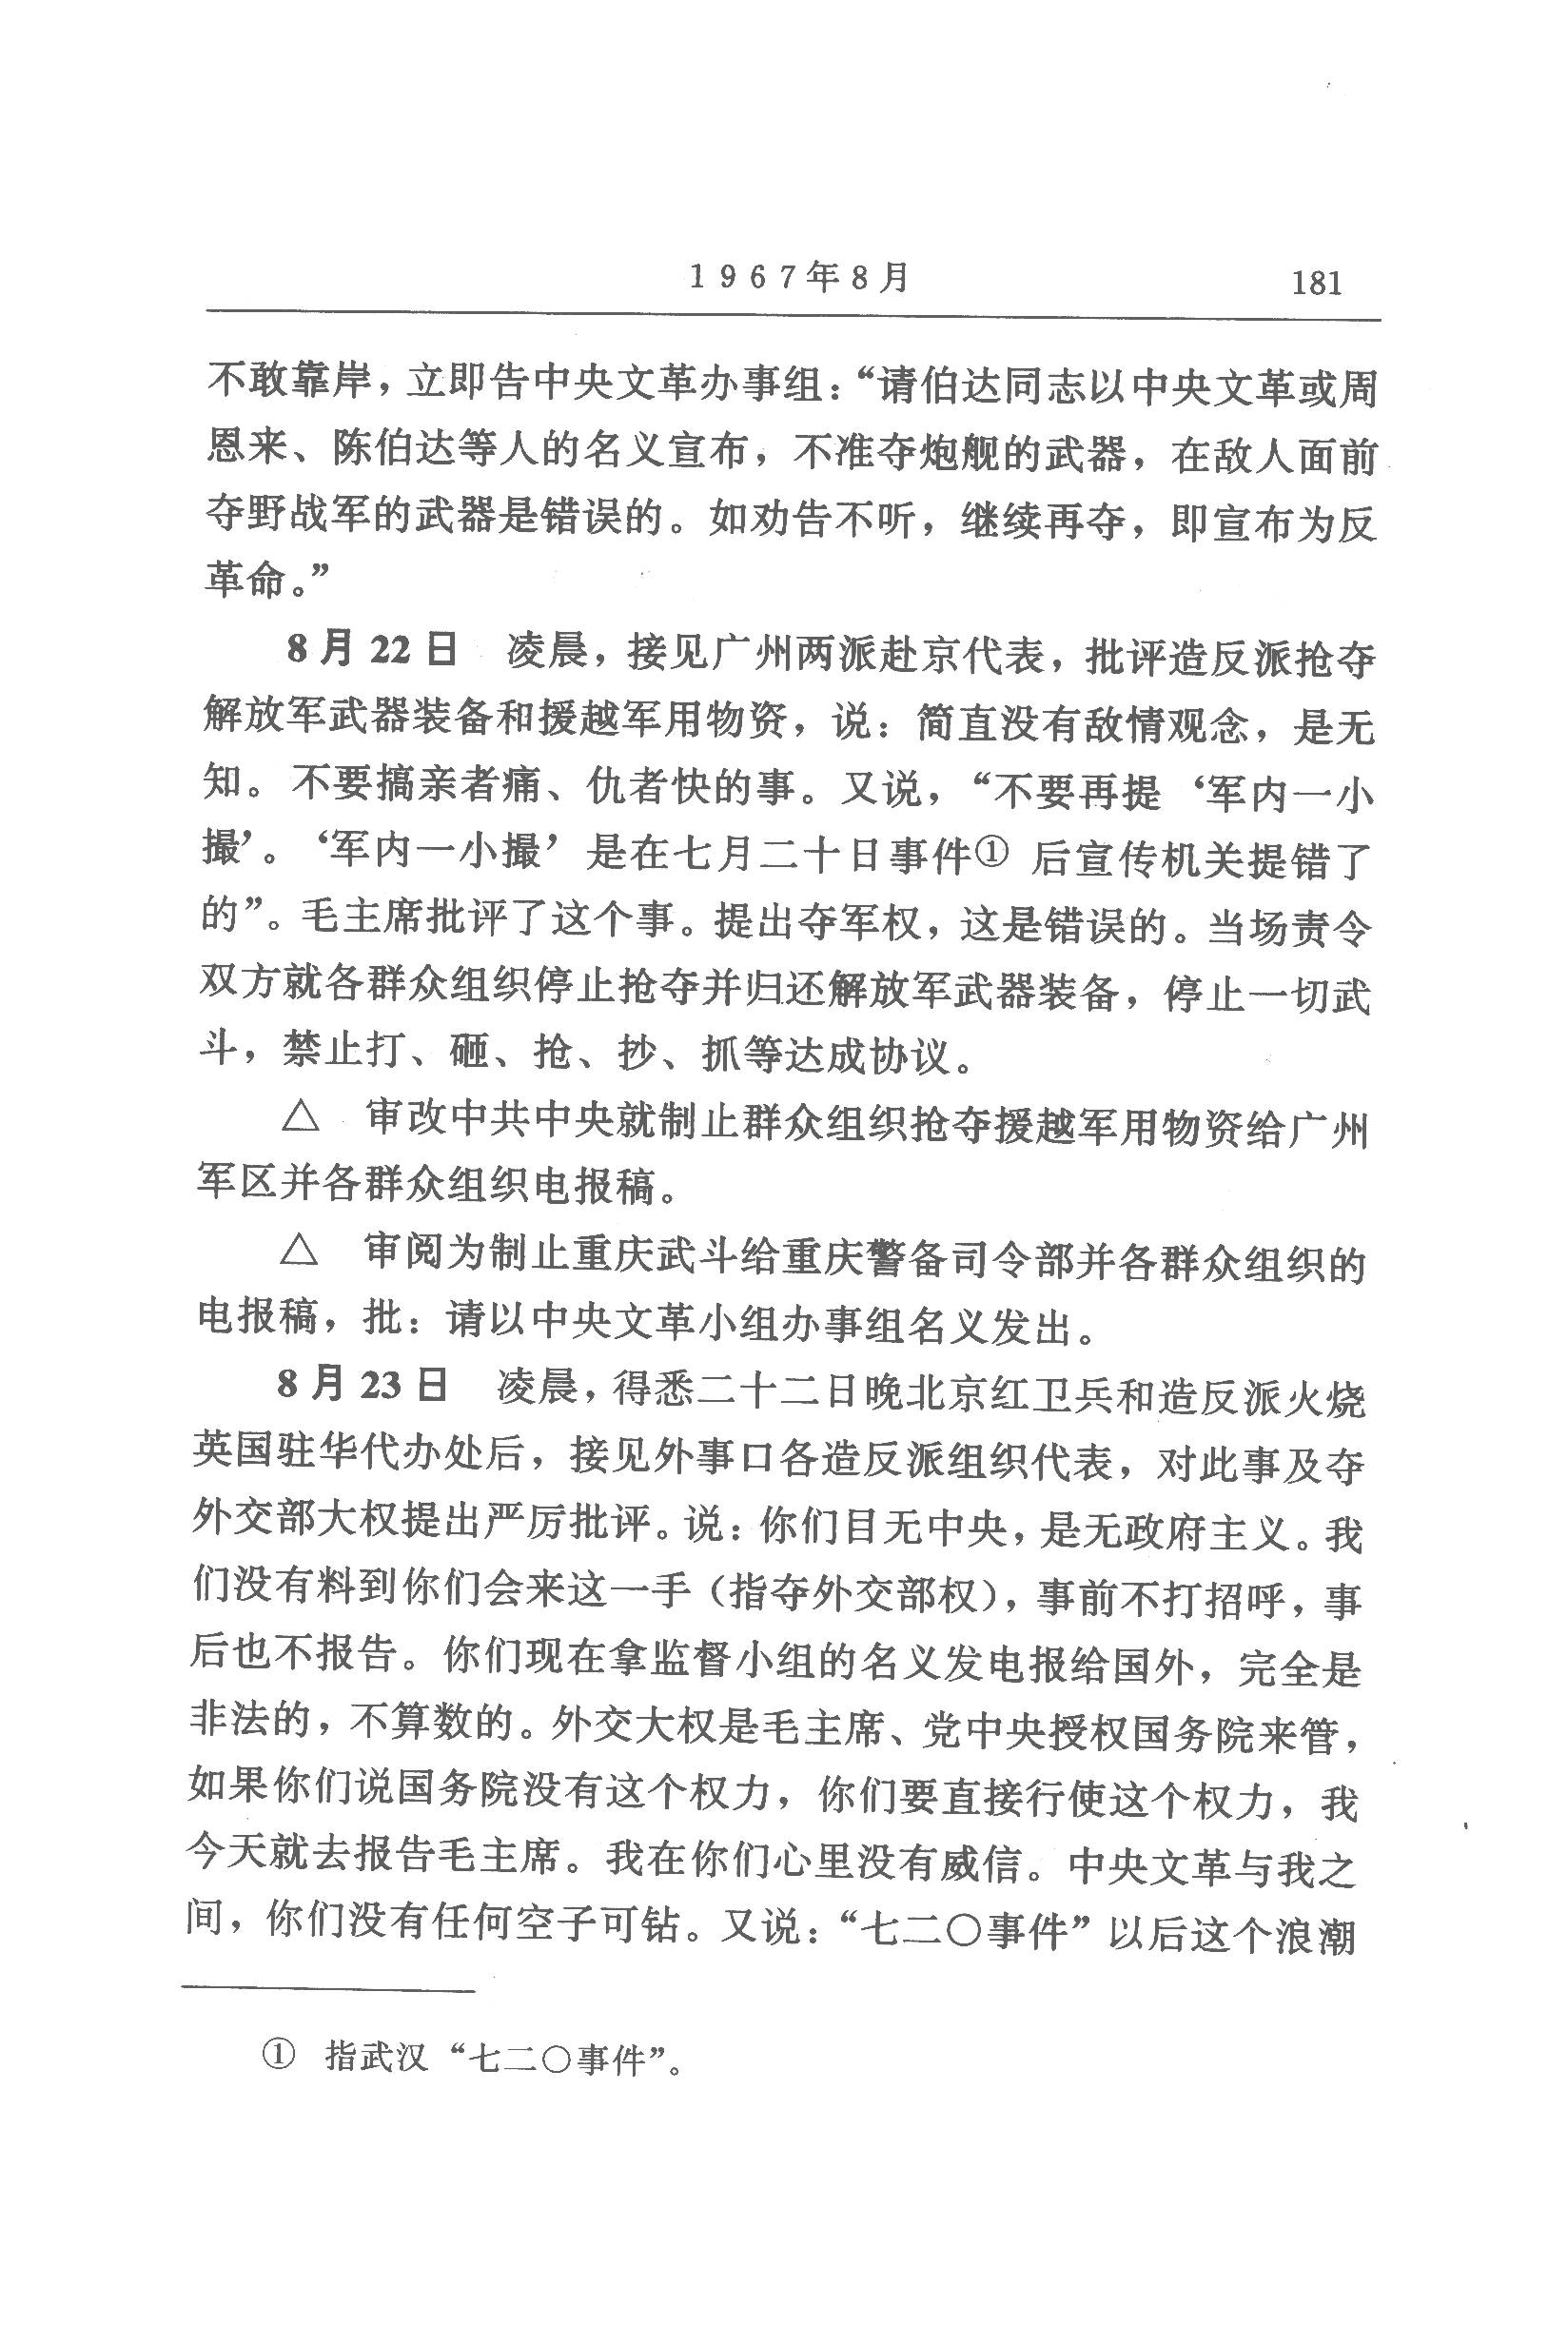 1967年8月 181
不敢靠岸，立即告中央文革办事组：“请伯达同志以中央文革或周
恩来、陈伯达等人的名义宣布，不准夺炮舰的武器，在敌人面前
夺野战军的武器是错误的。如劝告不听，继续再夺，即宣布为反
革命。”
8月22日 凌晨，接见广州两派赴京代表，批评造反派抢夺
解放军武器装备和援越军用物资，说：简直没有敌情观念，是无
知。不要搞亲者痛、仇者快的事。又说，“不要再提‘军内一小
撮’。‘军内一小撮’是在七月二十日事件① 后宣传机关提错了
的”。毛主席批评了这个事。提出夺军权，这是错误的。当场责令
双方就各群众组织停止抢夺并归还解放军武器装备，停止一切武
斗，禁止打、砸、抢、抄、抓等达成协议。
△ 审改中共中央就制止群众组织抢夺援越军用物资给广州
军区并各群众组织电报稿。
△ 审阅为制止重庆武斗给重庆警备司令部并各群众组织的
电报稿，批：请以中央文革小组办事组名义发出。
8月23日 凌晨，得悉二十二日晚北京红卫兵和造反派火烧
英国驻华代办处后，接见外事口各造反派组织代表，对此事及夺
外交部大权提出严厉批评。说：你们目无中央，是无政府主义。我
们没有料到你们会来这一手（指夺外交部权），事前不打招呼，事
后也不报告。你们现在拿监督小组的名义发电报给国外，完全是
非法的，不算数的。外交大权是毛主席、党中央授权国务院来管，
如果你们说国务院没有这个权力，你们要直接行使这个权力，我
今天就去报告毛主席。我在你们心里没有威信。中央文革与我之
间，你们没有任何空子可钻。又说：“七二〇事件”以后这个浪潮
① 指武汉“七二〇事件”。